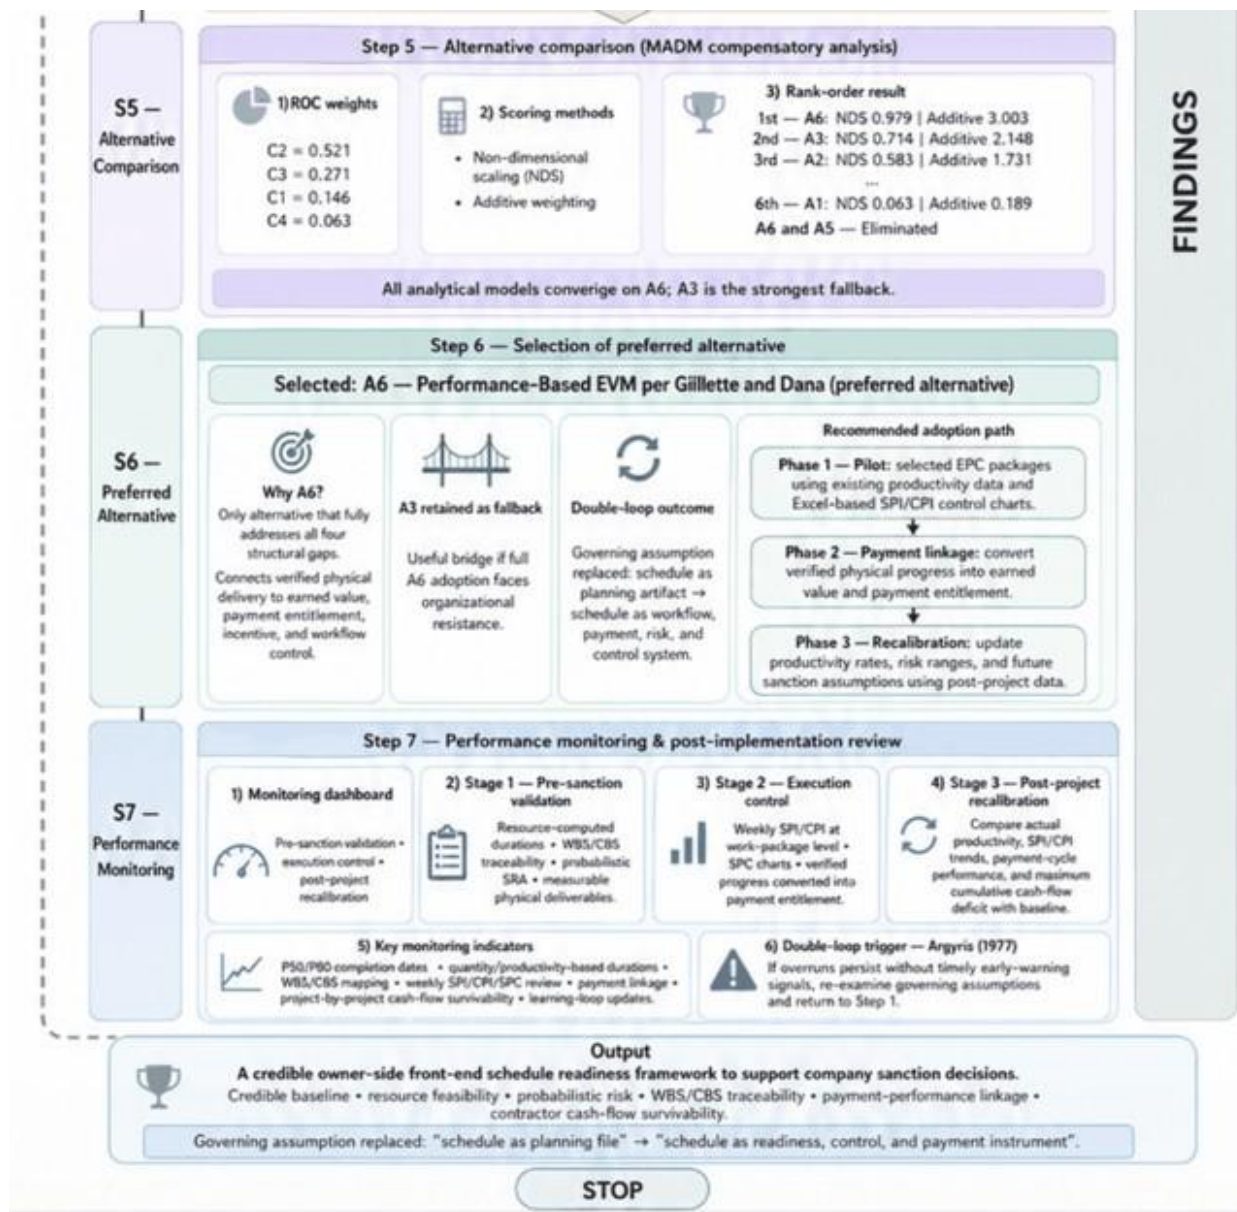 Step 5 — Alternative comparison (MADM compensatory analysis)
S5 —
Alternative
Comparison
1) ROC weights
C2 = 0.521
C3 = 0.271
C1 = 0.146
C4 = 0.063
2) Scoring methods
• Non-dimensional
scaling (NDS)
• Additive weighting
3) Rank-order result
1st — A6: NDS 0.979 | Additive 3.003
2nd — A3: NDS 0.714 | Additive 2.148
3rd — A2: NDS 0.583 | Additive 1.731
...
6th — A1: NDS 0.063 | Additive 0.189
A6 and A5 — Eliminated
All analytical models converige on A6; A3 is the strongest fallback.
FINDINGS
Step 6 — Selection of preferred alternative
S6 —
Preferred
Alternative
Selected: A6 — Performance-Based EVM per Giillette and Dana (preferred alternative)
Why A6?
Only alternative that fully
addresses all four
structural gaps.
Connects verified physical
delivery to earned value,
payment entitlement,
incentive, and workflow
control.
A3 retained as fallback
Useful bridge if full
A6 adoption faces
organizational
resistance.
Double-loop outcome
Governing assumption
replaced: schedule as
planning artifact →
schedule as workflow,
payment, risk, and
control system.
Recommended adoption path
Phase 1 — Pilot: selected EPC packages
using existing productivity data and
Excel-based SPI/CPI control charts.
Phase 2 — Payment linkage: convert
verified physical progress into earned
value and payment entitlement.
Phase 3 — Recalibration: update
productivity rates, risk ranges, and future
sanction assumptions using post-project data.
Step 7 — Performance monitoring & post-implementation review
S7 —
Performance
Monitoring
1) Monitoring dashboard
Pre-sanction validation •
execution control •
post-project
recalibration
2) Stage 1 — Pre-sanction
validation
Resource-computed
durations • WBS/CBS
traceability • probabilistic
SRA • measurable
physical deliverables.
3) Stage 2 — Execution
control
Weekly SPI/CPI at
work-package level •
SPC charts • verified
progress converted into
payment entitlement.
4) Stage 3 — Post-project
recalibration
Compare actual
productivity, SPI/CPI
trends, payment-cycle
performance, and maximum
cumulative cash-flow
deficit with baseline.
5) Key monitoring indicators
P50/P80 completion dates • quantity/productivity-based durations •
WBS/CBS mapping • weekly SPI/CPI/SPC review • payment linkage •
project-by-project cash-flow survivability • learning-loop updates.
6) Double-loop trigger — Argyris (1977)
If overruns persist without timely early-warning
signals, re-examine governing assumptions
and return to Step 1.
Output
A credible owner-side front-end schedule readiness framework to support company sanction decisions.
Credible baseline • resource feasibility • probabilistic risk • WBS/CBS traceability • payment-performance linkage •
contractor cash-flow survivability.
Governing assumption replaced: "schedule as planning file" → "schedule as readiness, control, and payment instrument".
STOP